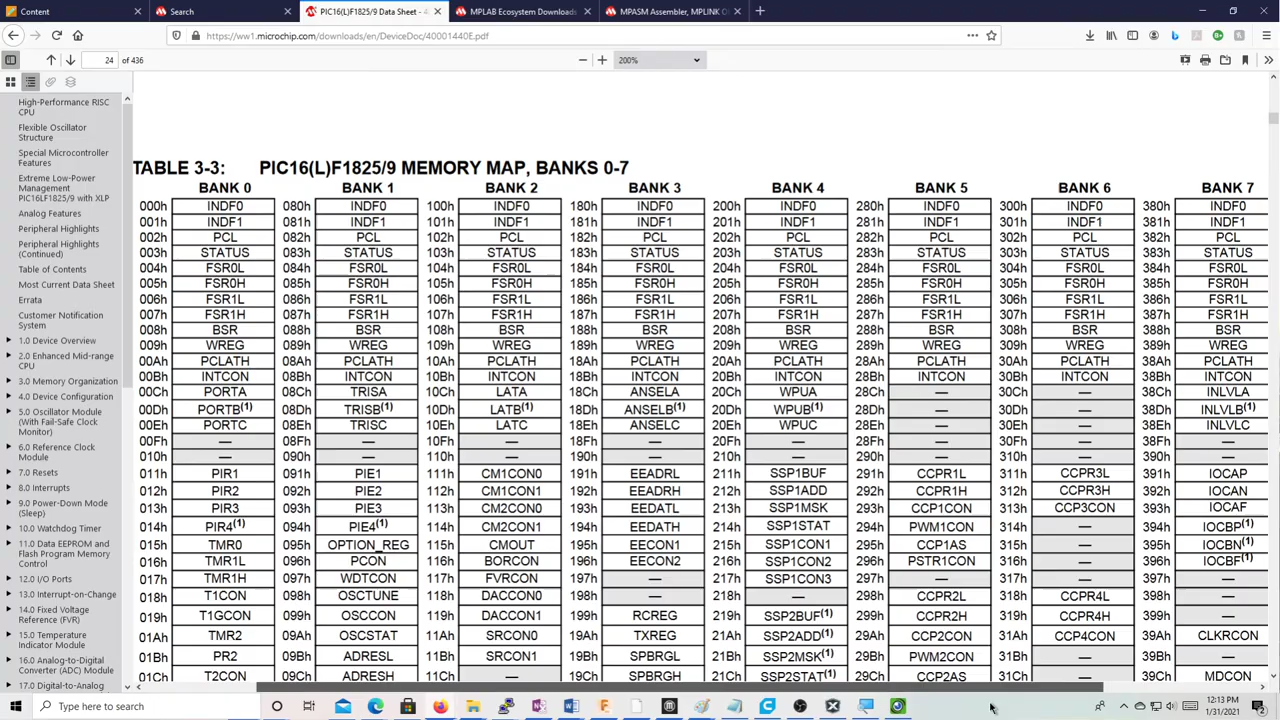 Content
Search
PIC16(L)F1825/9 Data Sheet - 4
MPLAB Ecosystem Downloads
MPASM Assembler, MPLINK O
https://ww1.microchip.com/downloads/en/DeviceDoc/40001440E.pdf
24 of 436
200%
High-Performance RISC
CPU
Flexible Oscillator
Structure
Special Microcontroller
Features
Extreme Low-Power
Management
PIC16LF1825/9 with XLP
Analog Features
Peripheral Highlights
Peripheral Highlights
(Continued)
Table of Contents
Most Current Data Sheet
Errata
Customer Notification
System
1.0 Device Overview
2.0 Enhanced Mid-range
CPU
3.0 Memory Organization
4.0 Device Configuration
5.0 Oscillator Module
(With Fail-Safe Clock
Monitor)
6.0 Reference Clock
Module
7.0 Resets
8.0 Interrupts
9.0 Power-Down Mode
(Sleep)
10.0 Watchdog Timer
11.0 Data EEPROM and
Flash Program Memory
Control
12.0 I/O Ports
13.0 Interrupt-on-Change
14.0 Fixed Voltage
Reference (FVR)
15.0 Temperature
Indicator Module
16.0 Analog-to-Digital
Converter (ADC) Module
17.0 Digital-to-Analog
TABLE 3-3: PIC16(L)F1825/9 MEMORY MAP, BANKS 0-7
BANK 0 BANK 1 BANK 2 BANK 3 BANK 4 BANK 5 BANK 6 BANK 7
000h INDF0 080h INDF0 100h INDF0 180h INDF0 200h INDF0 280h INDF0 300h INDF0 380h INDF0
001h INDF1 081h INDF1 101h INDF1 181h INDF1 201h INDF1 281h INDF1 301h INDF1 381h INDF1
002h PCL 082h PCL 102h PCL 182h PCL 202h PCL 282h PCL 302h PCL 382h PCL
003h STATUS 083h STATUS 103h STATUS 183h STATUS 203h STATUS 283h STATUS 303h STATUS 383h STATUS
004h FSR0L 084h FSR0L 104h FSR0L 184h FSR0L 204h FSR0L 284h FSR0L 304h FSR0L 384h FSR0L
005h FSR0H 085h FSR0H 105h FSR0H 185h FSR0H 205h FSR0H 285h FSR0H 305h FSR0H 385h FSR0H
006h FSR1L 086h FSR1L 106h FSR1L 186h FSR1L 206h FSR1L 286h FSR1L 306h FSR1L 386h FSR1L
007h FSR1H 087h FSR1H 107h FSR1H 187h FSR1H 207h FSR1H 287h FSR1H 307h FSR1H 387h FSR1H
008h BSR 088h BSR 108h BSR 188h BSR 208h BSR 288h BSR 308h BSR 388h BSR
009h WREG 089h WREG 109h WREG 189h WREG 209h WREG 289h WREG 309h WREG 389h WREG
00Ah PCLATH 08Ah PCLATH 10Ah PCLATH 18Ah PCLATH 20Ah PCLATH 28Ah PCLATH 30Ah PCLATH 38Ah PCLATH
00Bh INTCON 08Bh INTCON 10Bh INTCON 18Bh INTCON 20Bh INTCON 28Bh INTCON 30Bh INTCON 38Bh INTCON
00Ch PORTA 08Ch TRISA 10Ch LATA 18Ch ANSELA 20Ch WPUA 28Ch — 30Ch — 38Ch INLVLA
00Dh PORTB(1) 08Dh TRISB(1) 10Dh LATB(1) 18Dh ANSELB(1) 20Dh WPUB(1) 28Dh — 30Dh — 38Dh INLVLB(1)
00Eh PORTC 08Eh TRISC 10Eh LATC 18Eh ANSELC 20Eh WPUC 28Eh — 30Eh — 38Eh INLVLC
00Fh — 08Fh — 10Fh — 18Fh — 20Fh — 28Fh — 30Fh — 38Fh —
010h — 090h — 110h — 190h — 210h — 290h — 310h — 390h —
011h PIR1 091h PIE1 111h CM1CON0 191h EEADRL 211h SSP1BUF 291h CCPR1L 311h CCPR3L 391h IOCAP
012h PIR2 092h PIE2 112h CM1CON1 192h EEADRH 212h SSP1ADD 292h CCPR1H 312h CCPR3H 392h IOCAN
013h PIR3 093h PIE3 113h CM2CON0 193h EEDATL 213h SSP1MSK 293h CCP1CON 313h CCP3CON 393h IOCAF
014h PIR4(1) 094h PIE4(1) 114h CM2CON1 194h EEDATH 214h SSP1STAT 294h PWM1CON 314h — 394h IOCBP(1)
015h TMR0 095h OPTION_REG 115h CMOUT 195h EECON1 215h SSP1CON1 295h CCP1AS 315h — 395h IOCBN(1)
016h TMR1L 096h PCON 116h BORCON 196h EECON2 216h SSP1CON2 296h PSTR1CON 316h — 396h IOCBF(1)
017h TMR1H 097h WDTCON 117h FVRCON 197h — 217h SSP1CON3 297h — 317h — 397h —
018h T1CON 098h OSCTUNE 118h DACCON0 198h — 218h — 298h CCPR2L 318h CCPR4L 398h —
019h T1GCON 099h OSCCON 119h DACCON1 199h RCREG 219h SSP2BUF(1) 299h CCPR2H 319h CCPR4H 399h —
01Ah TMR2 09Ah OSCSTAT 11Ah SRCON0 19Ah TXREG 21Ah SSP2ADD(1) 29Ah CCP2CON 31Ah CCP4CON 39Ah CLKRCON
01Bh PR2 09Bh ADRESL 11Bh SRCON1 19Bh SPBRGL 21Bh SSP2MSK(1) 29Bh PWM2CON 31Bh — 39Bh —
01Ch T2CON 09Ch ADRESH 11Ch — 19Ch SPBRGH 21Ch SSP2STAT(1) 29Ch CCP2AS 31Ch — 39Ch MDCON
Type here to search
12:13 PM
1/31/2021